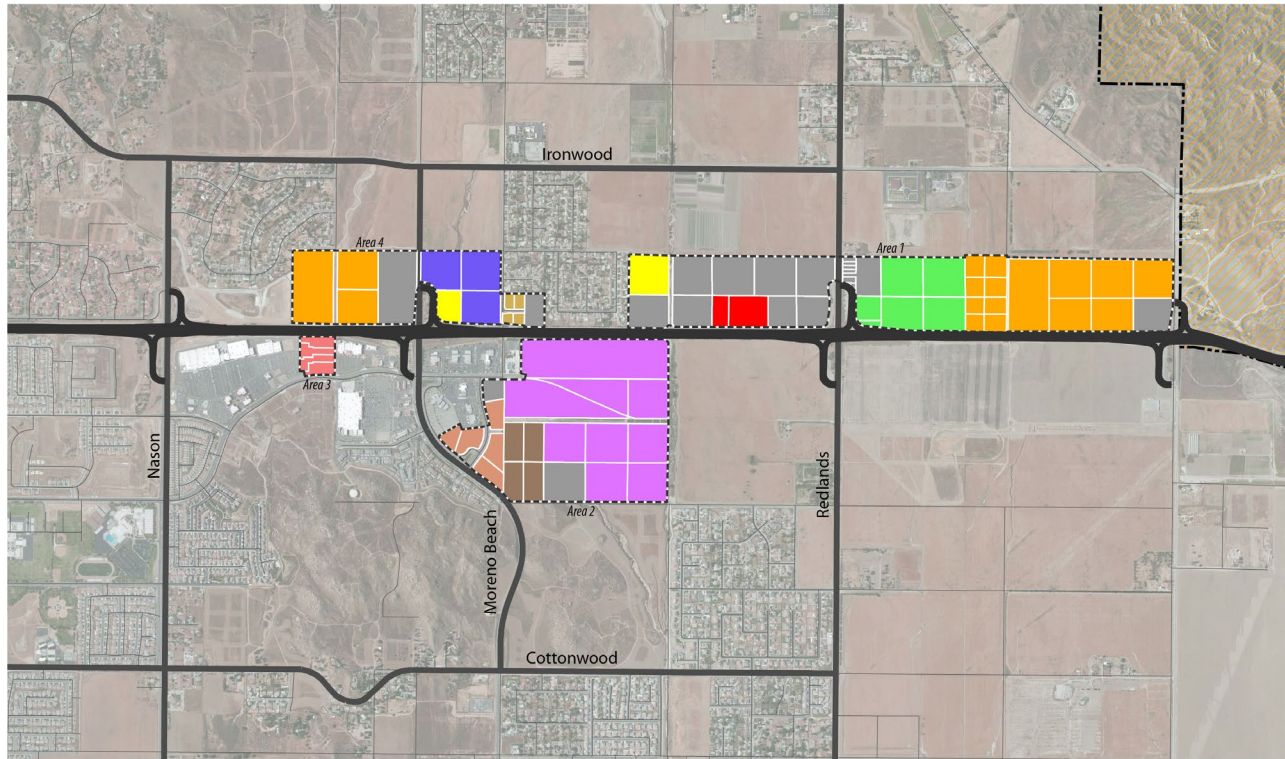 Ironwood
Area 4
Area 1
Area 3
Nason
Moreno Beach
Area 2
Redlands
Cottonwood